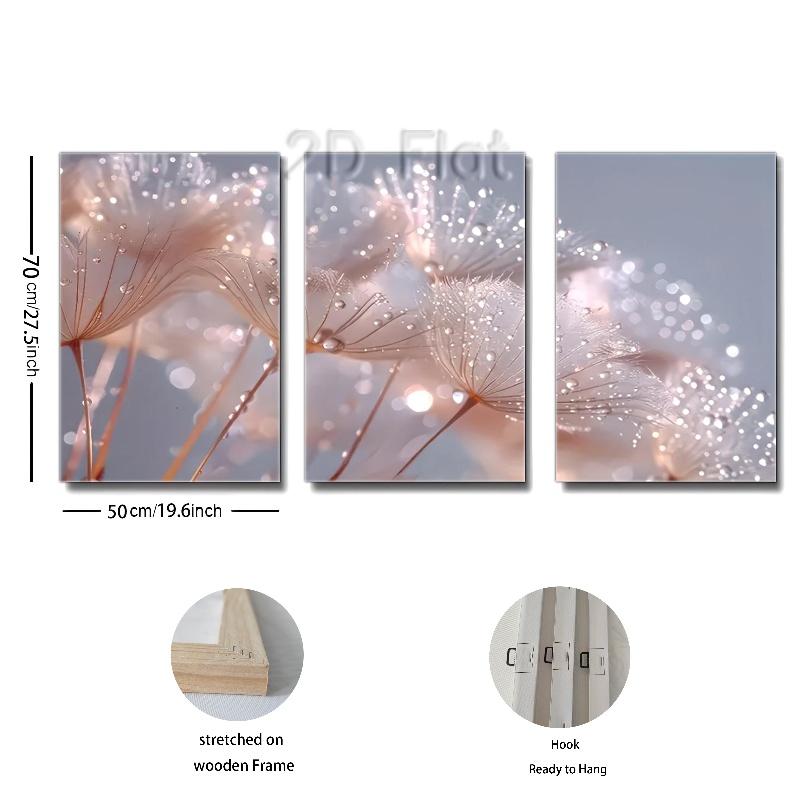 2D Flat
70cm/27.5inch
50cm/19.6inch
stretched on
wooden Frame
Hook
Ready to Hang